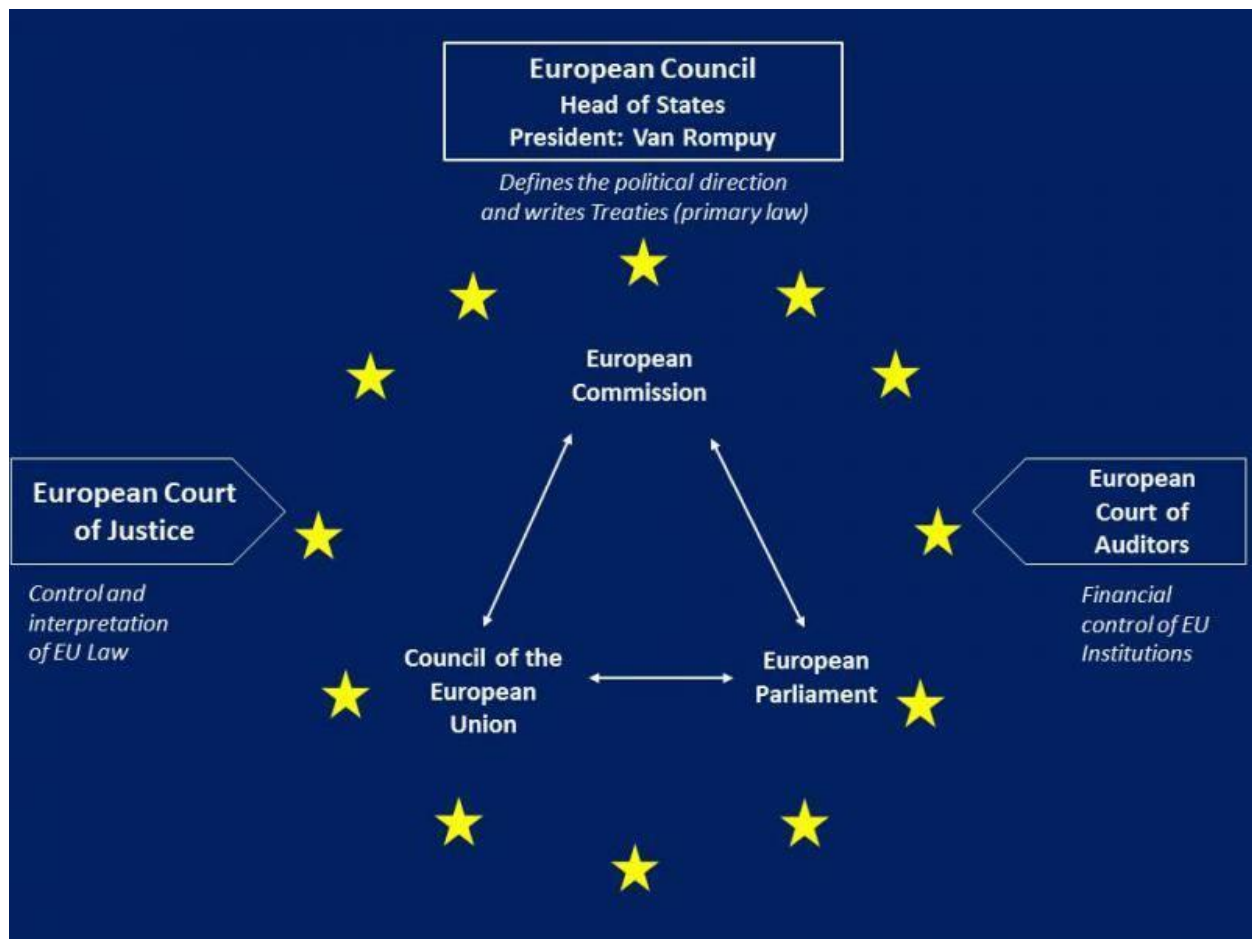 European Council
Head of States
President: Van Rompuy
Defines the political direction
and writes Treaties (primary law)
European
Commission
European Court
of Justice
Control and
interpretation
of EU Law
European
Court of
Auditors
Financial
control of EU
Institutions
Council of the
European
Union
European
Parliament